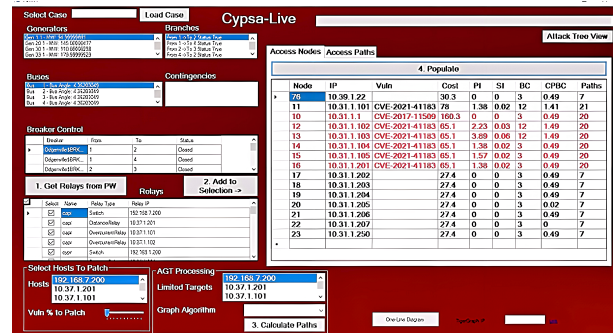 Select Case
Load Case
Cypsa-Live
Generators
Branches
Attack Tree View
Access Nodes Access Paths
4. Populate
Buses
Contingencies
Node IP Vuln Cost PI SI BC CPBC Paths
76 10.39.1.22 30.3 0 0 3 0.49 7
11 10.31.1.101 CVE-2021-41183 78 1.38 0.02 12 1.41 21
10 10.31.1.1 CVE-2017-11509 160.3 0 0 3 0.49 20
12 10.31.1.102 CVE-2021-41183 65.1 2.23 0.03 12 1.49 20
13 10.31.1.103 CVE-2021-41183 65.1 3.89 0.06 12 1.49 20
14 10.31.1.104 CVE-2021-41183 65.1 1.38 0.02 3 0.49 20
15 10.31.1.105 CVE-2021-41183 65.1 1.57 0.02 3 0.49 20
16 10.31.1.201 CVE-2021-41183 65.1 1.38 0.02 3 0.49 20
17 10.31.1.202 27.4 0 0 3 0.49 7
18 10.31.1.203 27.4 0 0 3 0.49 7
19 10.31.1.204 27.4 0 0 3 0.49 7
20 10.31.1.205 27.4 0 0 3 0.02 7
21 10.31.1.206 27.4 0 0 3 0.49 7
22 10.31.1.207 27.4 0 0 3 0 7
23 10.31.1.250 27.4 0 0 3 0.49 7
Breaker Control
Breaker From To Status
1 2 Closed
1 4 Closed
2 3 Closed
1. Get Relays from PW
Relays
2. Add to Selection ->
Select Name Relay Type Relay IP
capi Switch 192.168.7.200
capi DistanceRelay 10.37.1.201
capi OvercurrentRelay 10.37.1.101
capi OvercurrentRelay 10.37.1.102
capi Switch 192.168.1.200
Select Hosts To Patch
Hosts
192.168.7.200
10.37.1.201
10.37.1.101
Vuln % to Patch
AGT Processing
Limited Targets
192.168.7.200
10.37.1.201
10.37.1.101
Graph Algorithm
3. Calculate Paths
One-Line Diagram